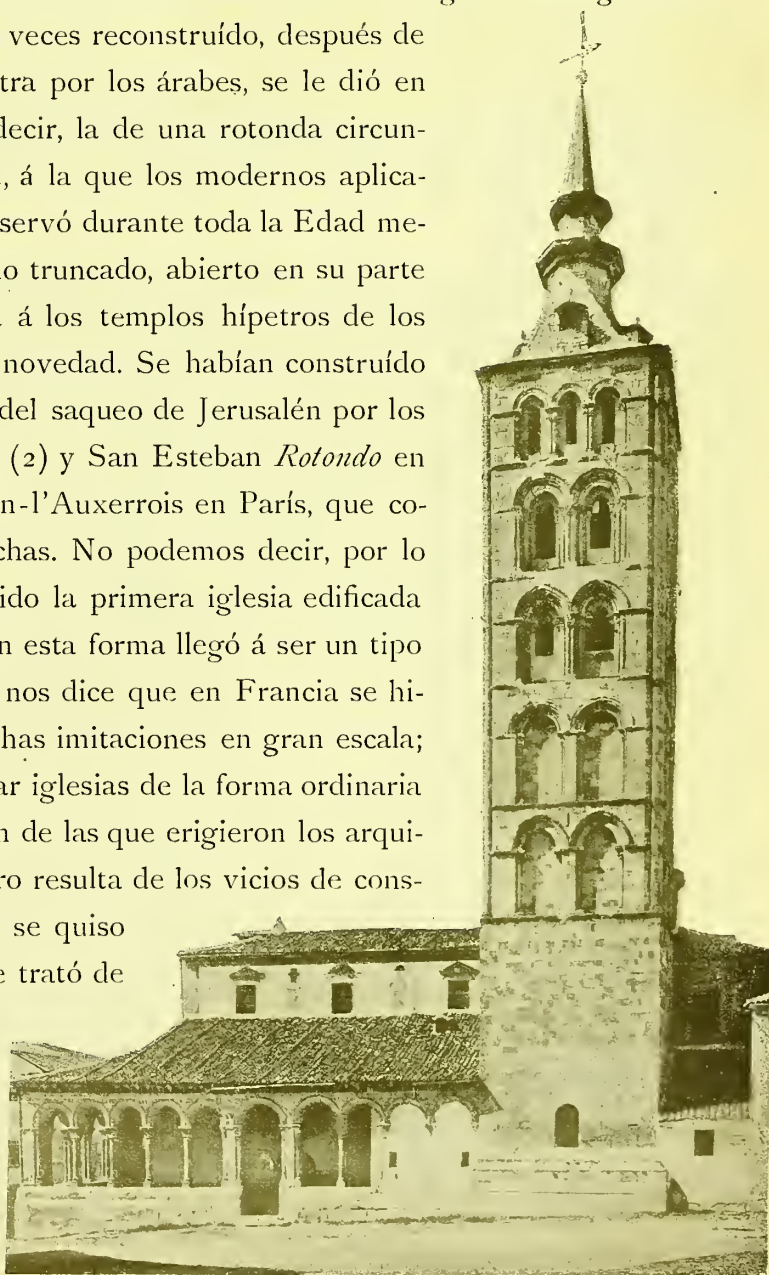 veces reconstruído, después de
tra por los árabes, se le dió en
decir, la de una rotonda circun-
, á la que los modernos aplica-
servó durante toda la Edad me-
o truncado, abierto en su parte
á los templos hípetros de los
novedad. Se habían construído
del saqueo de Jerusalén por los
(2) y San Esteban Rotondo en
n-l'Auxerrois en París, que co-
chas. No podemos decir, por lo
ido la primera iglesia edificada
n esta forma llegó á ser un tipo
nos dice que en Francia se hi-
has imitaciones en gran escala;
ar iglesias de la forma ordinaria
n de las que erigieron los arqui-
ro resulta de los vicios de cons-
se quiso
e trató de